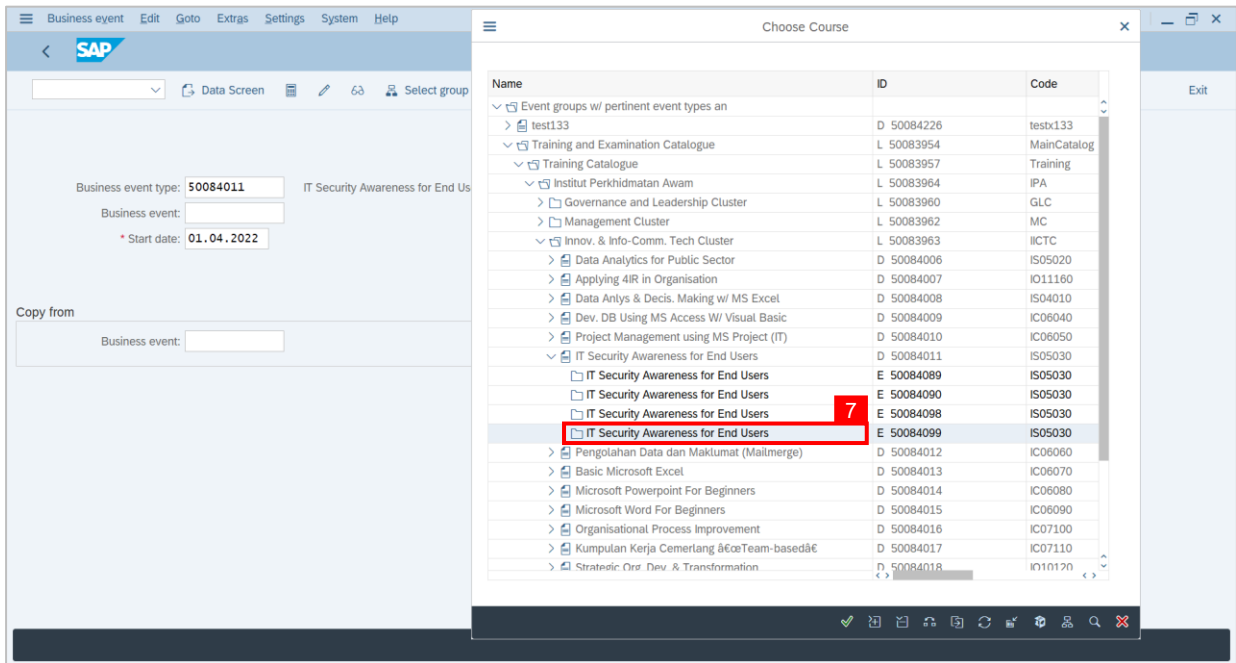 Business event Edit Goto Extras Settings System Help
SAP
Data Screen Select group
Exit
Business event type: 50084011 IT Security Awareness for End Us
Business event:
* Start date: 01.04.2022
Copy from
Business event:
Choose Course
Name ID Code
Event groups w/ pertinent event types an
test133 D 50084226 testx133
Training and Examination Catalogue L 50083954 MainCatalog
Training Catalogue L 50083957 Training
Institut Perkhidmatan Awam L 50083964 IPA
Governance and Leadership Cluster L 50083960 GLC
Management Cluster L 50083962 MC
Innov. & Info-Comm. Tech Cluster L 50083963 IICTC
Data Analytics for Public Sector D 50084006 IS05020
Applying 4IR in Organisation D 50084007 IO11160
Data Anlys & Decis. Making w/ MS Excel D 50084008 IS04010
Dev. DB Using MS Access W/ Visual Basic D 50084009 IC06040
Project Management using MS Project (IT) D 50084010 IC06050
IT Security Awareness for End Users D 50084011 IS05030
IT Security Awareness for End Users E 50084089 IS05030
IT Security Awareness for End Users E 50084090 IS05030
IT Security Awareness for End Users 7 E 50084098 IS05030
IT Security Awareness for End Users E 50084099 IS05030
Pengolahan Data dan Maklumat (Mailmerge) D 50084012 IC06060
Basic Microsoft Excel D 50084013 IC06070
Microsoft Powerpoint For Beginners D 50084014 IC06080
Microsoft Word For Beginners D 50084015 IC06090
Organisational Process Improvement D 50084016 IC07100
Kumpulan Kerja Cemerlang â€œTeam-basedâ€ D 50084017 IC07110
Strategic Org. Dev. & Transformation D 50084018 IO10120